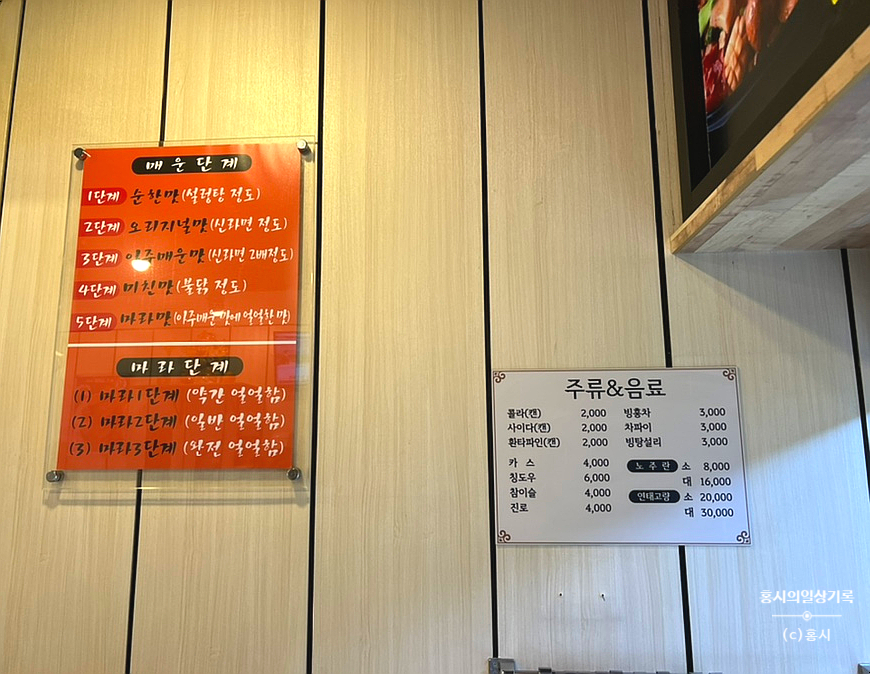 매운단계
1단계 순한맛(설렁탕 정도)
2단계 오리지널맛(신라면 정도)
3단계 아주매운맛(신라면 2배정도)
4단계 미친맛(불닭 정도)
5단계 마라맛(아주매운맛에 얼얼한 맛)
마라단계
(1) 마라1단계 (약간 얼얼함)
(2) 마라2단계 (일반 얼얼함)
(3) 마라3단계 (완전 얼얼함)
주류&음료
콜라(캔) 2,000 빙홍차 3,000
사이다(캔) 2,000 차파이 3,000
환타파인(캔) 2,000 빙탕설리 3,000
카 스 4,000 노 주 란 소 8,000
칭도우 6,000 대 16,000
참이슬 4,000 연태고량 소 20,000
진로 4,000 대 30,000
홍시의일상기록
(c)홍시